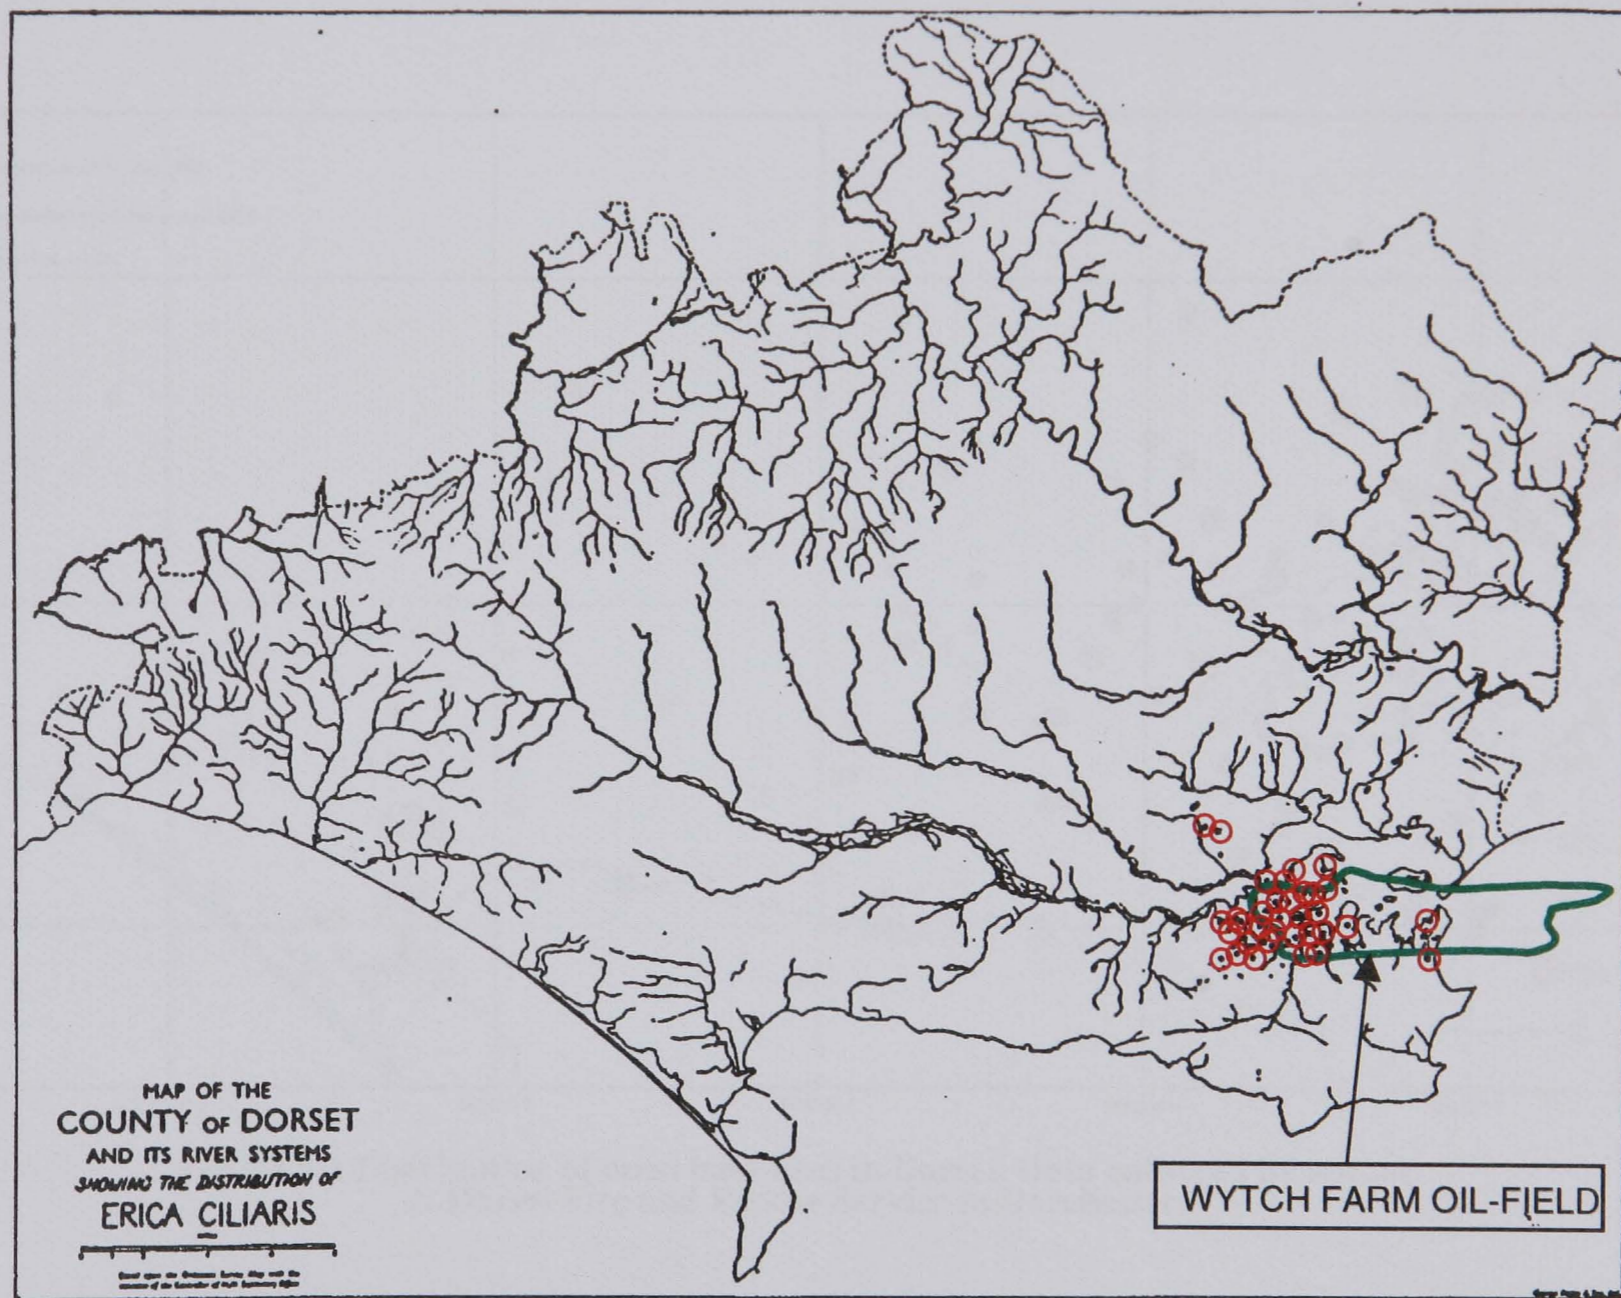 MAP OF THE
COUNTY OF DORSET
AND ITS RIVER SYSTEMS
SHOWING THE DISTRIBUTION OF
ERICA CILIARIS
WYTCH FARM OIL-FIELD